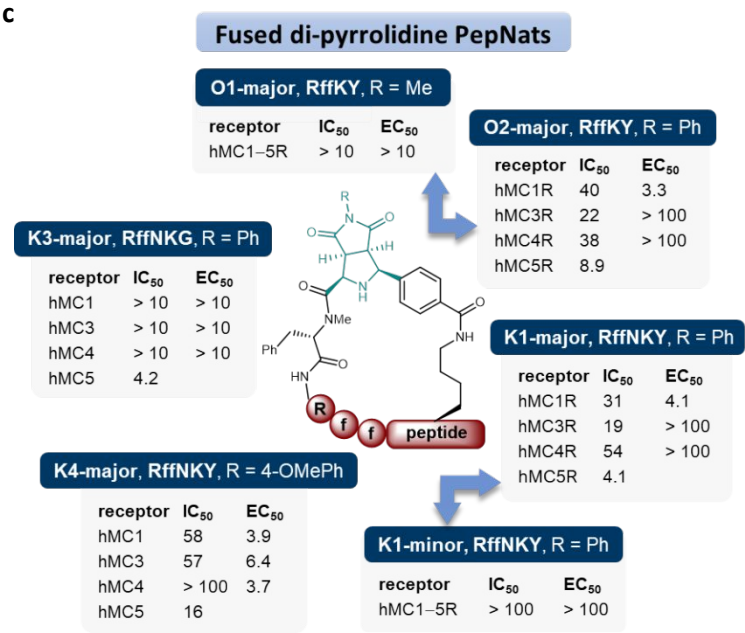 c
Fused di-pyrrolidine PepNats
O1-major, RffKY, R = Me
receptor IC50 EC50
hMC1–5R > 10 > 10
O2-major, RffKY, R = Ph
receptor IC50 EC50
hMC1R 40 3.3
hMC3R 22 > 100
hMC4R 38 > 100
hMC5R 8.9
K3-major, RffNKG, R = Ph
receptor IC50 EC50
hMC1 > 10 > 10
hMC3 > 10 > 10
hMC4 > 10 > 10
hMC5 4.2
R
N
O O
H H
N
H
O
NMe
Ph
O
HN
O
NH
R f f peptide
K1-major, RffNKY, R = Ph
receptor IC50 EC50
hMC1R 31 4.1
hMC3R 19 > 100
hMC4R 54 > 100
hMC5R 4.1
K4-major, RffNKY, R = 4-OMePh
receptor IC50 EC50
hMC1 58 3.9
hMC3 57 6.4
hMC4 > 100 3.7
hMC5 16
K1-minor, RffNKY, R = Ph
receptor IC50 EC50
hMC1–5R > 100 > 100